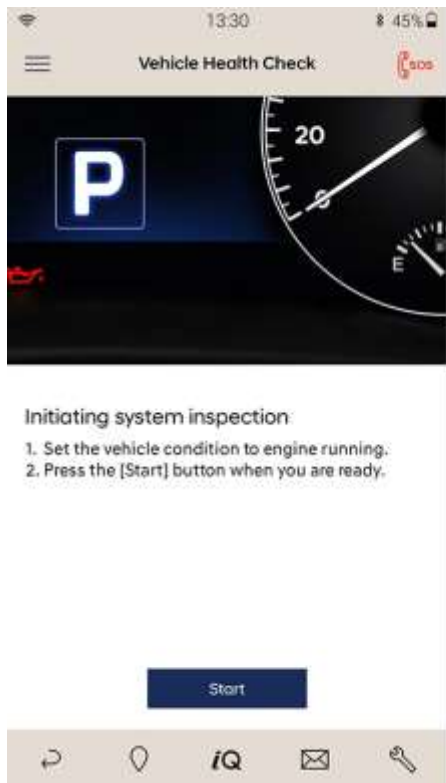 13:30
45%
Vehicle Health Check
SOS
P
20
0
E
Initiating system inspection
1. Set the vehicle condition to engine running.
2. Press the [Start] button when you are ready.
Start
iQ